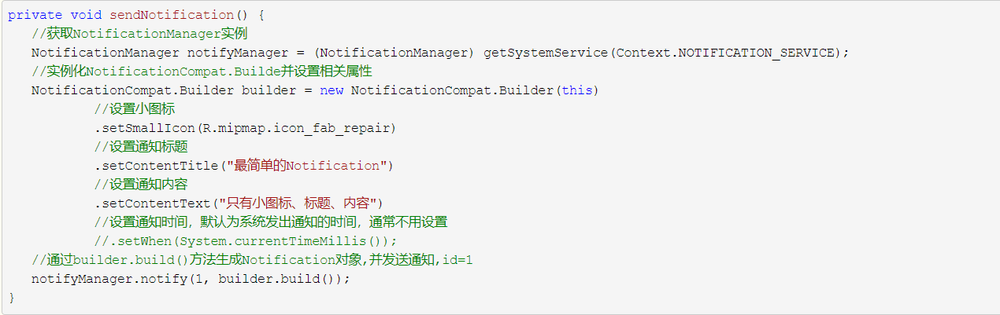 private void sendNotification() {
//获取NotificationManager实例
NotificationManager notifyManager = (NotificationManager) getSystemService(Context.NOTIFICATION_SERVICE);
//实例化NotificationCompat.Builde并设置相关属性
NotificationCompat.Builder builder = new NotificationCompat.Builder(this)
//设置小图标
.setSmallIcon(R.mipmap.icon_fab_repair)
//设置通知标题
.setContentTitle("最简单的Notification")
//设置通知内容
.setContentText("只有小图标、标题、内容")
//设置通知时间，默认为系统发出通知的时间，通常不用设置
//.setWhen(System.currentTimeMillis());
//通过builder.build()方法生成Notification对象,并发送通知,id=1
notifyManager.notify(1, builder.build());
}